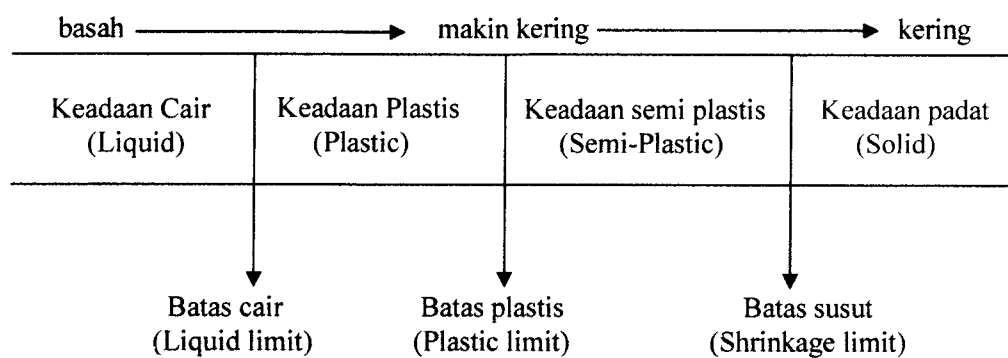 basah makin kering kering
Keadaan Cair
(Liquid)
Keadaan Plastis
(Plastic)
Keadaan semi plastis
(Semi-Plastic)
Keadaan padat
(Solid)
Batas cair
(Liquid limit)
Batas plastis
(Plastic limit)
Batas susut
(Shrinkage limit)